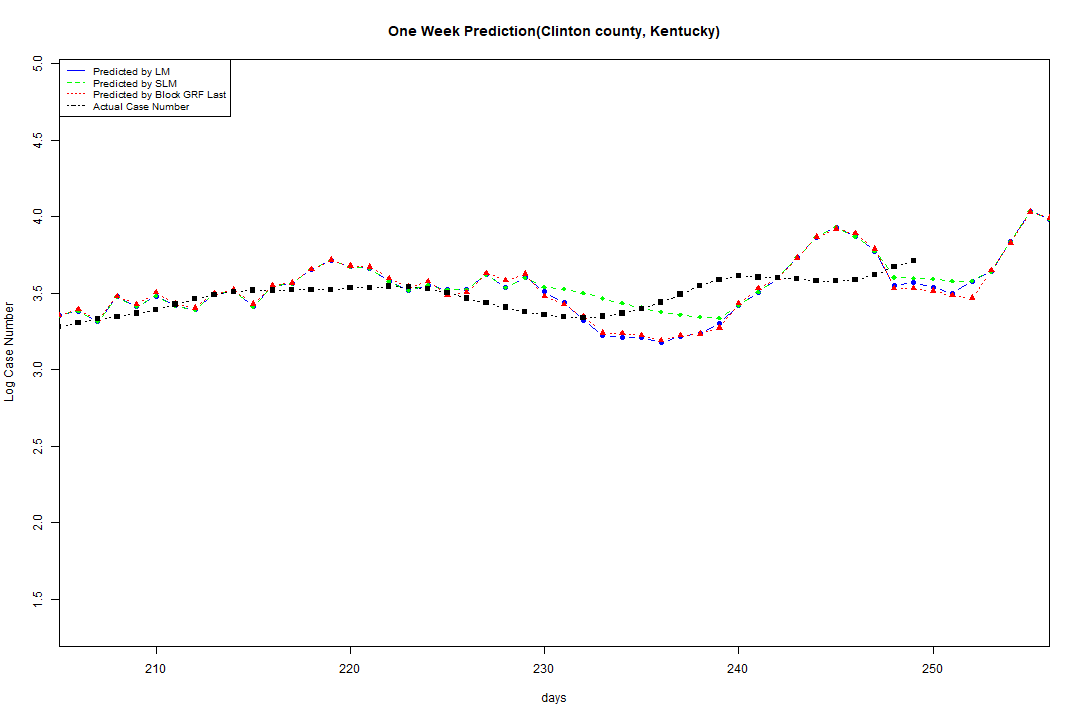 One Week Prediction(Clinton county, Kentucky)
Predicted by LM
Predicted by SLM
Predicted by Block GRF Last
Actual Case Number
5.0
4.5
4.0
3.5
3.0
2.5
2.0
1.5
Log Case Number
210 220 230 240 250
days